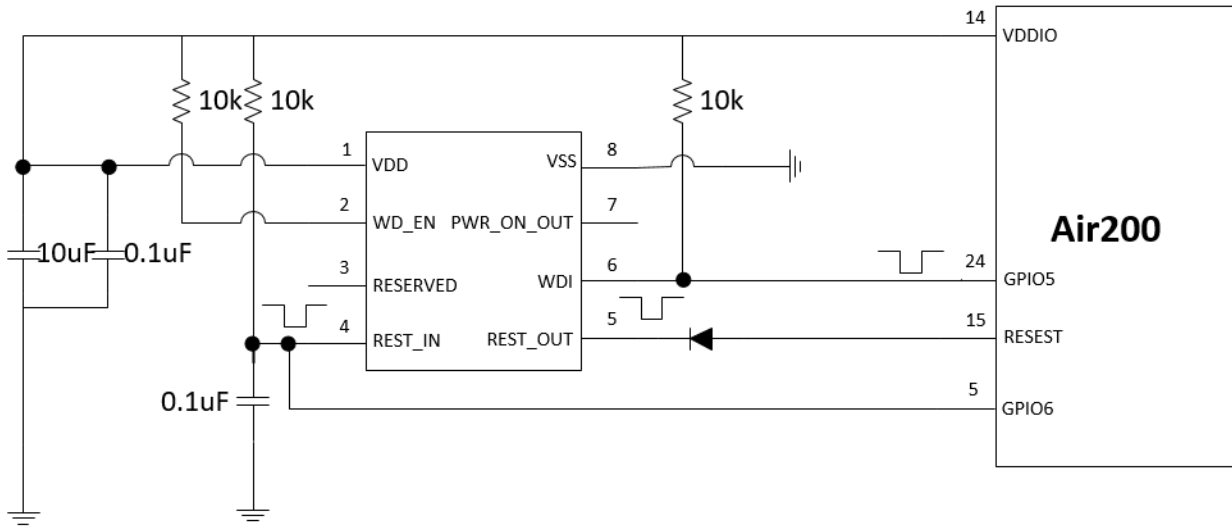 14
VDDIO
10k
10k
10k
1
VDD
VSS
8
2
WD_EN
PWR_ON_OUT
7
Air200
10uF
0.1uF
3
RESERVED
WDI
6
24
GPIO5
4
REST_IN
REST_OUT
5
15
RESEST
0.1uF
5
GPIO6